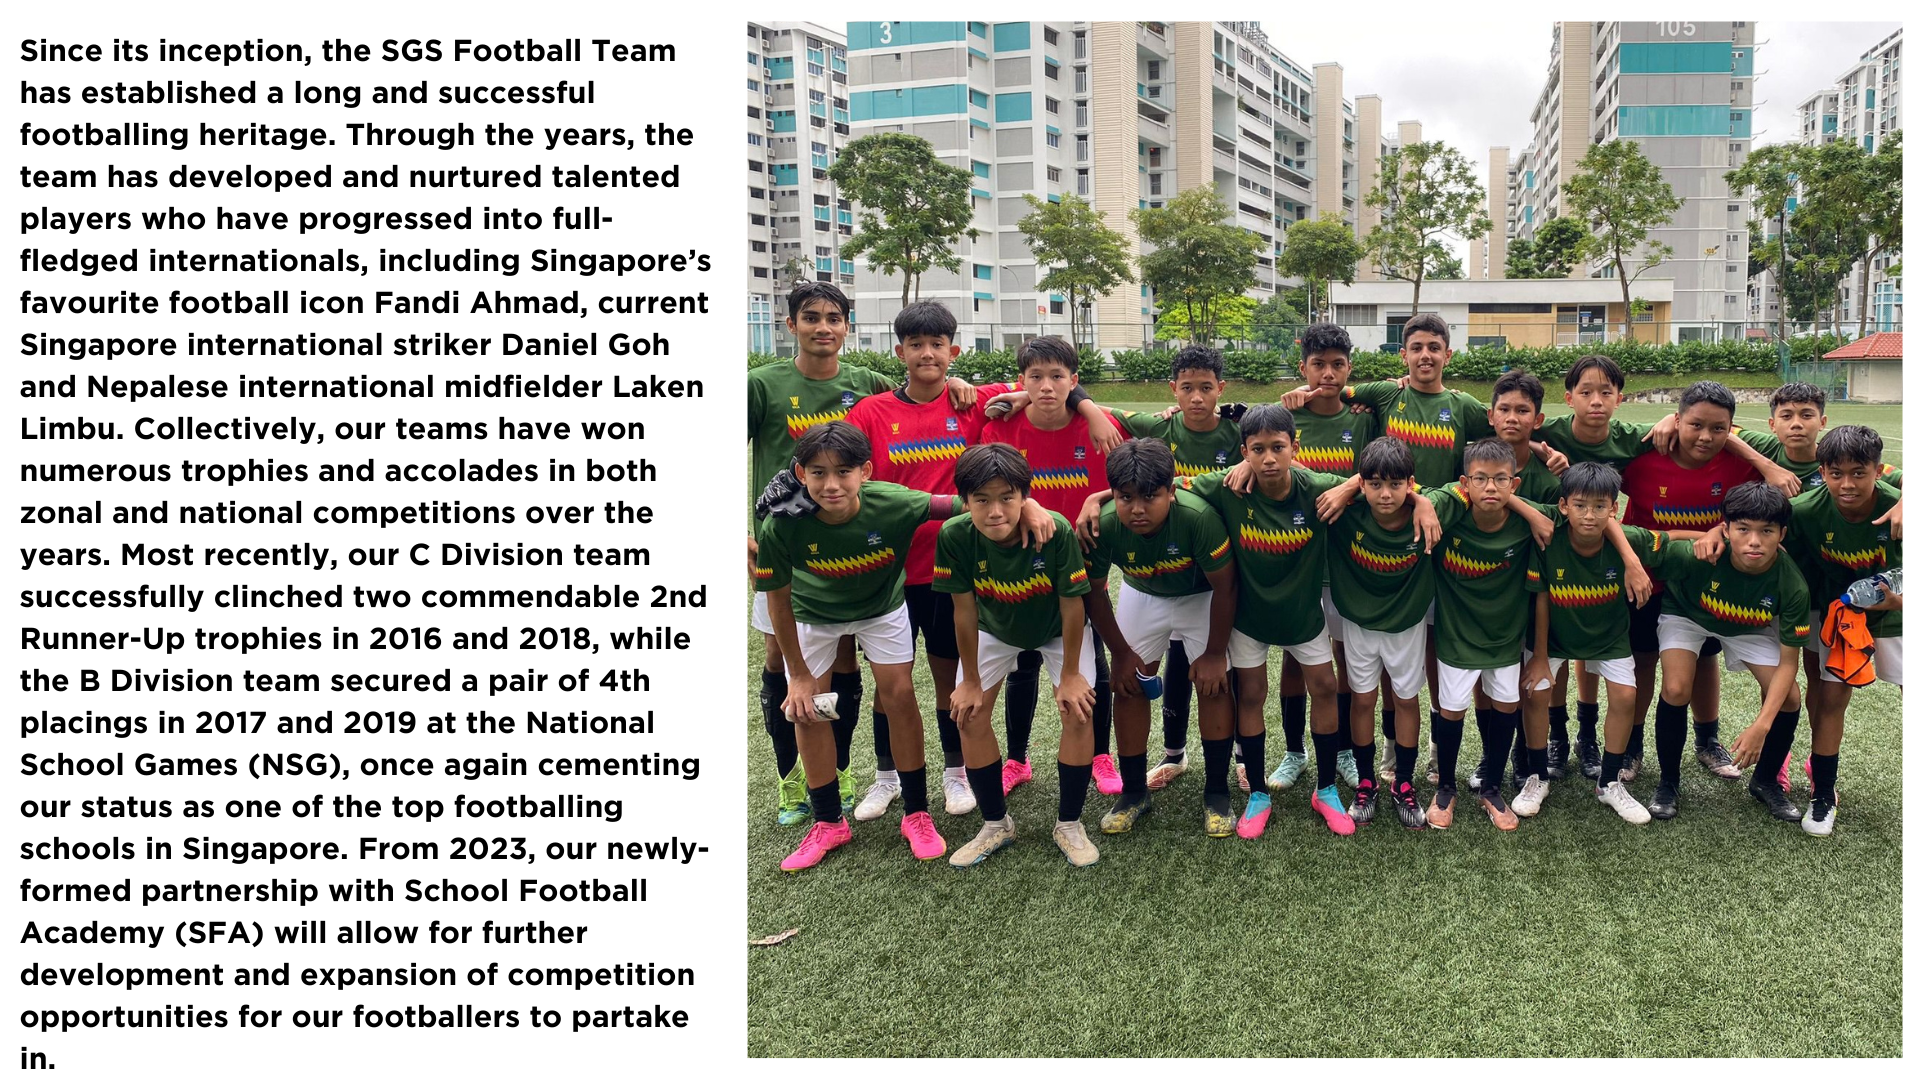 Since its inception, the SGS Football Team
has established a long and successful
footballing heritage. Through the years, the
team has developed and nurtured talented
players who have progressed into full-
fledged internationals, including Singapore’s
favourite football icon Fandi Ahmad, current
Singapore international striker Daniel Goh
and Nepalese international midfielder Laken
Limbu. Collectively, our teams have won
numerous trophies and accolades in both
zonal and national competitions over the
years. Most recently, our C Division team
successfully clinched two commendable 2nd
Runner-Up trophies in 2016 and 2018, while
the B Division team secured a pair of 4th
placings in 2017 and 2019 at the National
School Games (NSG), once again cementing
our status as one of the top footballing
schools in Singapore. From 2023, our newly-
formed partnership with School Football
Academy (SFA) will allow for further
development and expansion of competition
opportunities for our footballers to partake
in.
3
105